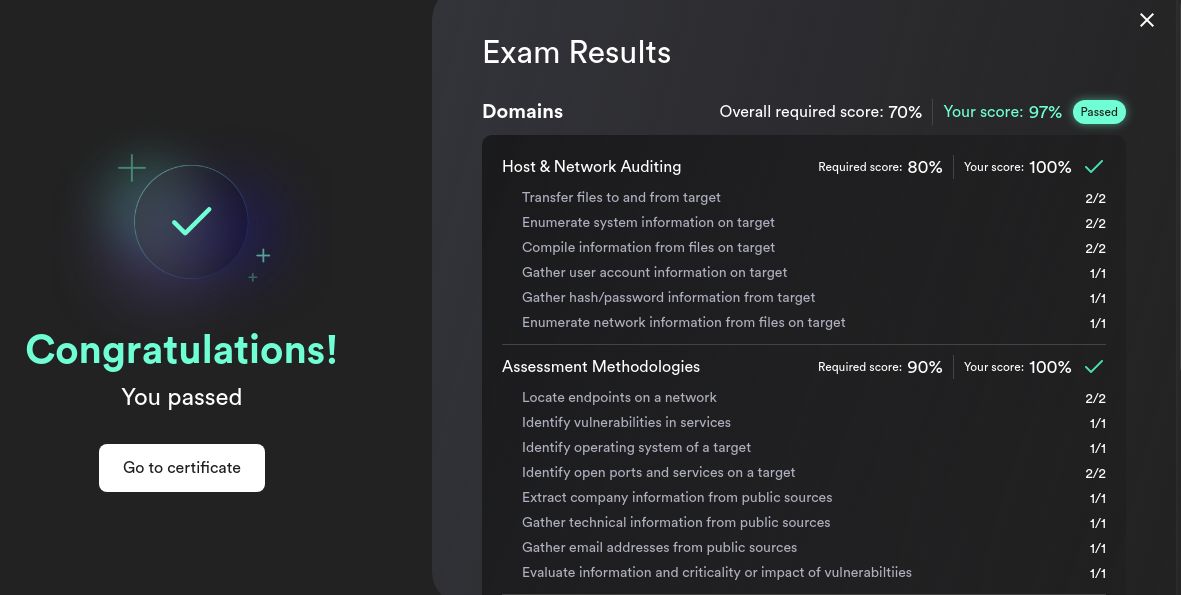 Exam Results
Domains Overall required score: 70% Your score: 97% Passed
Host & Network Auditing Required score: 80% Your score: 100%
Transfer files to and from target 2/2
Enumerate system information on target 2/2
Compile information from files on target 2/2
Gather user account information on target 1/1
Gather hash/password information from target 1/1
Enumerate network information from files on target 1/1
Assessment Methodologies Required score: 90% Your score: 100%
Locate endpoints on a network 2/2
Identify vulnerabilities in services 1/1
Identify operating system of a target 1/1
Identify open ports and services on a target 2/2
Extract company information from public sources 1/1
Gather technical information from public sources 1/1
Gather email addresses from public sources 1/1
Evaluate information and criticality or impact of vulnerabiltiies 1/1
Congratulations!
You passed
Go to certificate